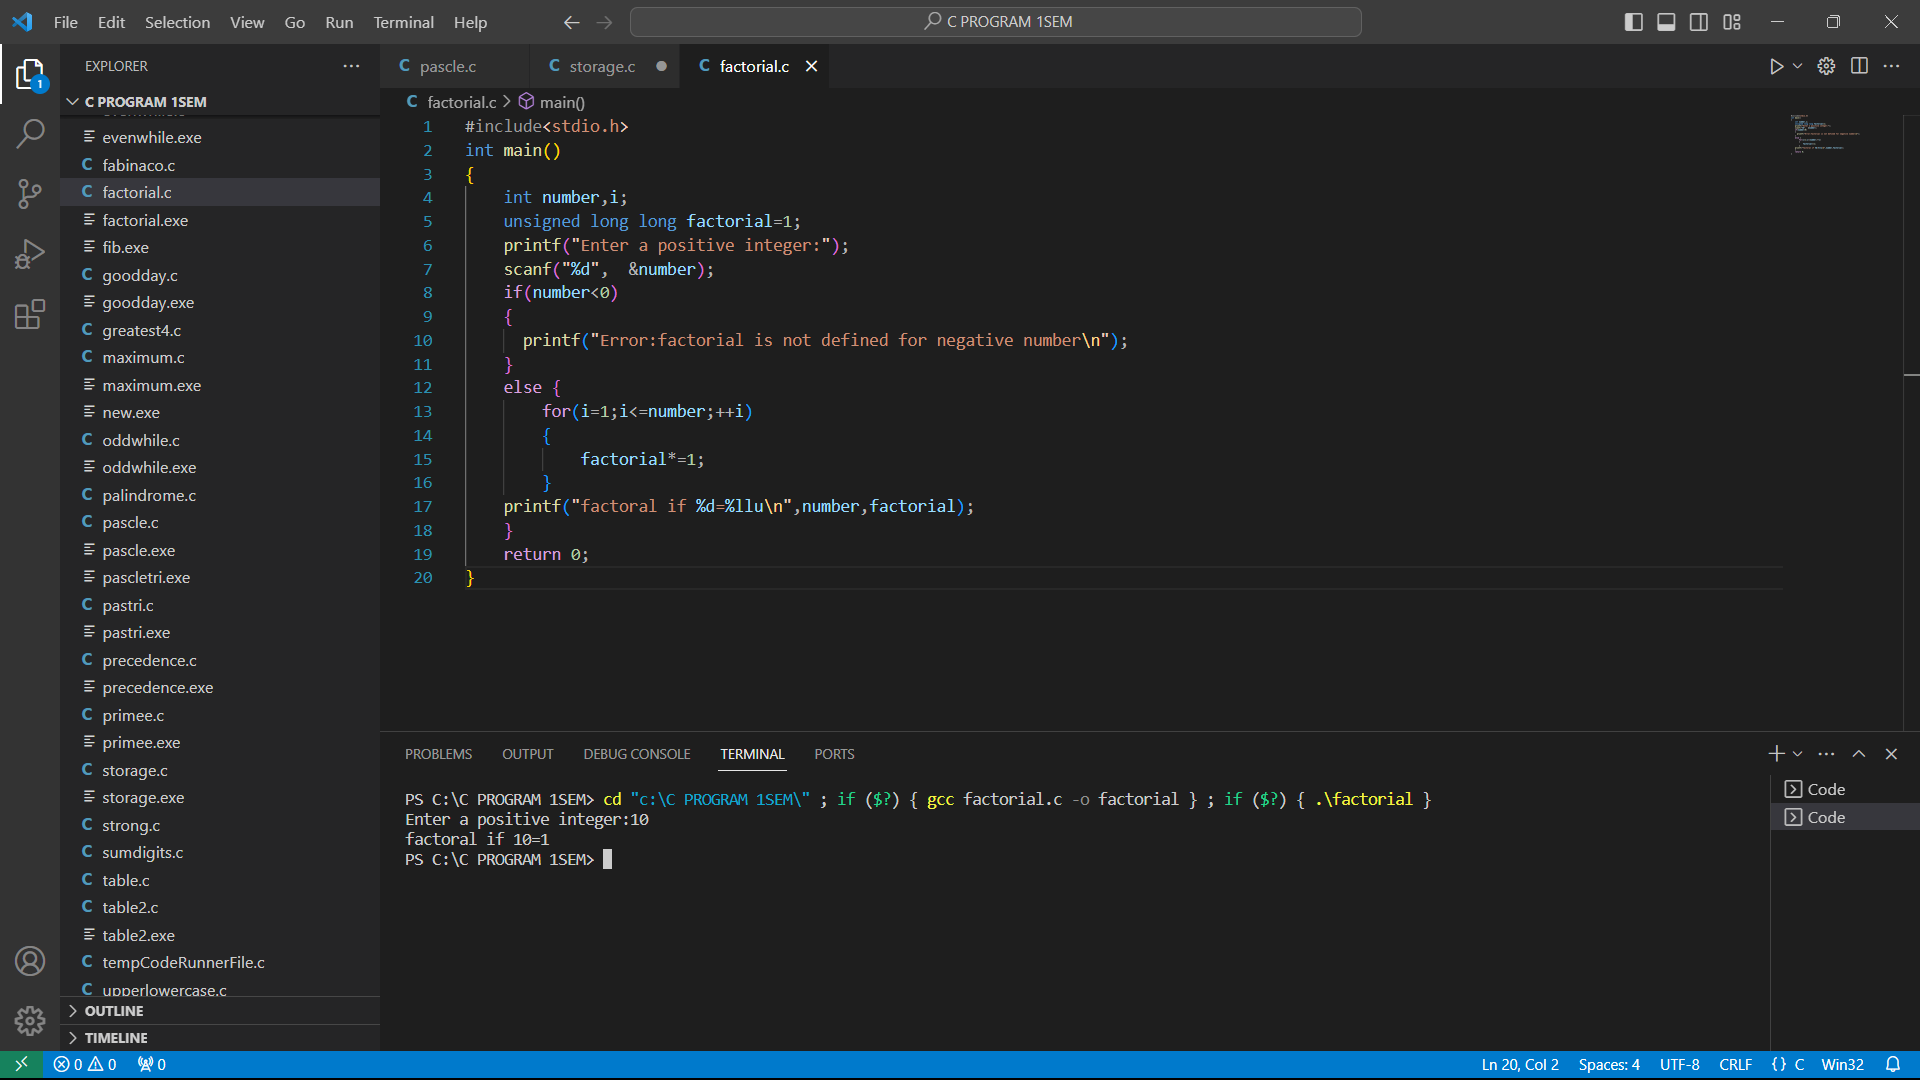 File Edit Selection View Go Run Terminal Help
C PROGRAM 1SEM
EXPLORER
C PROGRAM 1SEM
evenwhile.exe
fabinaco.c
factorial.c
factorial.exe
fib.exe
goodday.c
goodday.exe
greatest4.c
maximum.c
maximum.exe
new.exe
oddwhile.c
oddwhile.exe
palindrome.c
pascle.c
pascle.exe
pascletri.exe
pastri.c
pastri.exe
precedence.c
precedence.exe
primee.c
primee.exe
storage.c
storage.exe
strong.c
sumdigits.c
table.c
table2.c
table2.exe
tempCodeRunnerFile.c
upperlowercase.c
OUTLINE
TIMELINE
C pascle.c C storage.c C factorial.c
C factorial.c > main()
1 #include<stdio.h>
2 int main()
3 {
4 int number,i;
5 unsigned long long factorial=1;
6 printf("Enter a positive integer:");
7 scanf("%d",  &number);
8 if(number<0)
9 {
10 printf("Error:factorial is not defined for negative number\n");
11 }
12 else {
13 for(i=1;i<=number;++i)
14 {
15 factorial*=1;
16 }
17 printf("factoral if %d=%llu\n",number,factorial);
18 }
19 return 0;
20 }
PROBLEMS OUTPUT DEBUG CONSOLE TERMINAL PORTS
PS C:\C PROGRAM 1SEM> cd "c:\C PROGRAM 1SEM\" ; if ($?) { gcc factorial.c -o factorial } ; if ($?) { .\factorial }
Enter a positive integer:10
factoral if 10=1
PS C:\C PROGRAM 1SEM>
Code
Code
0 0 0
Ln 20, Col 2 Spaces: 4 UTF-8 CRLF {} C Win32